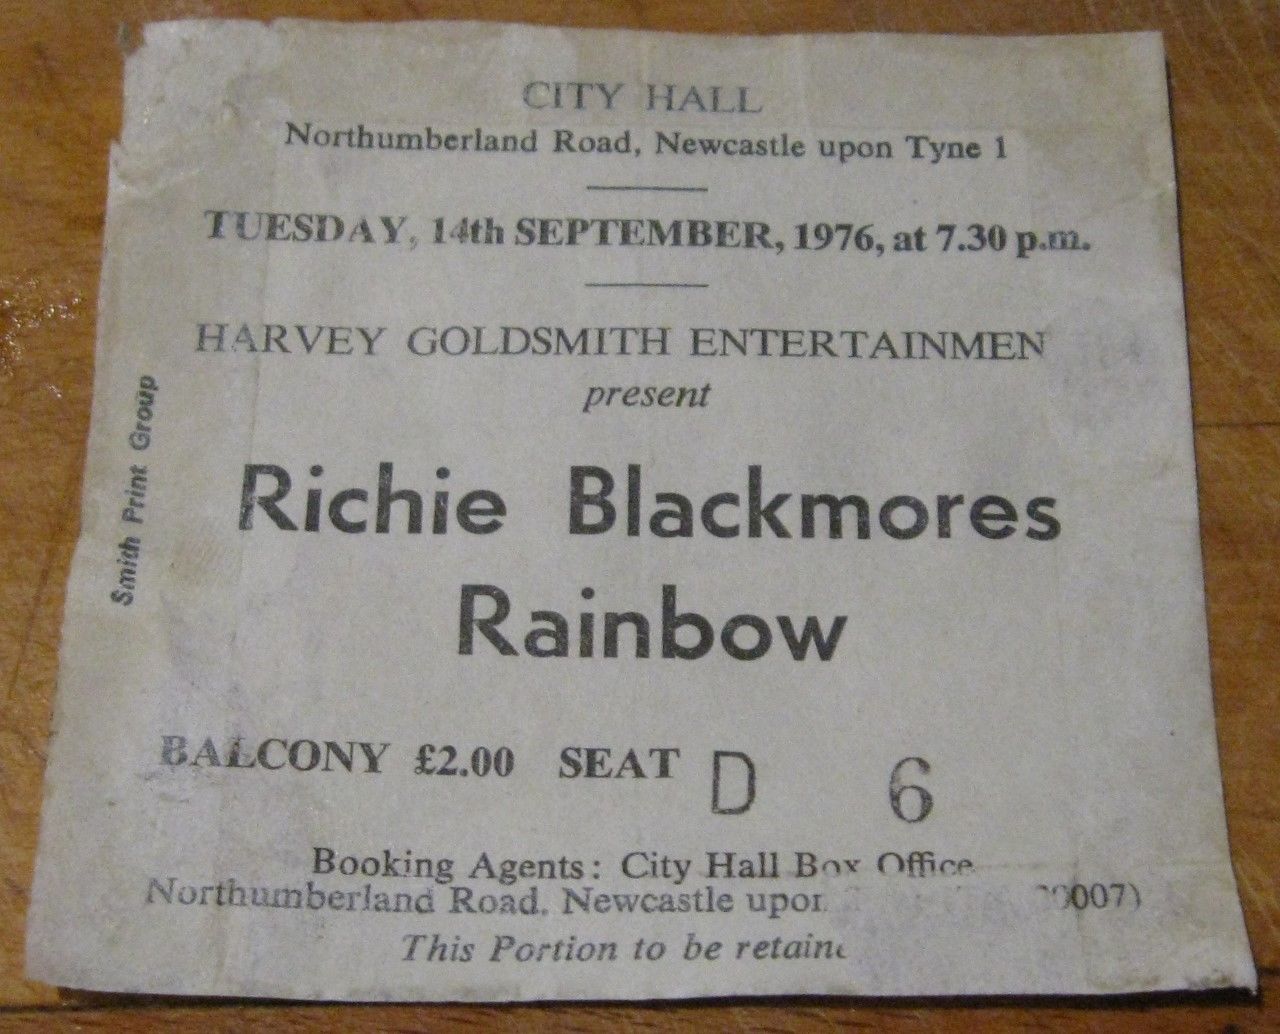 CITY HALL
Northumberland Road, Newcastle upon Tyne 1
TUESDAY, 14th SEPTEMBER, 1976, at 7.30 p.m.
HARVEY GOLDSMITH ENTERTAINMEN
present
Richie Blackmores
Rainbow
BALCONY £2.00 SEAT D 6
Booking Agents: City Hall Box Office
Northumberland Road, Newcastle upon 0007)
This Portion to be retaine
Smith Print Group